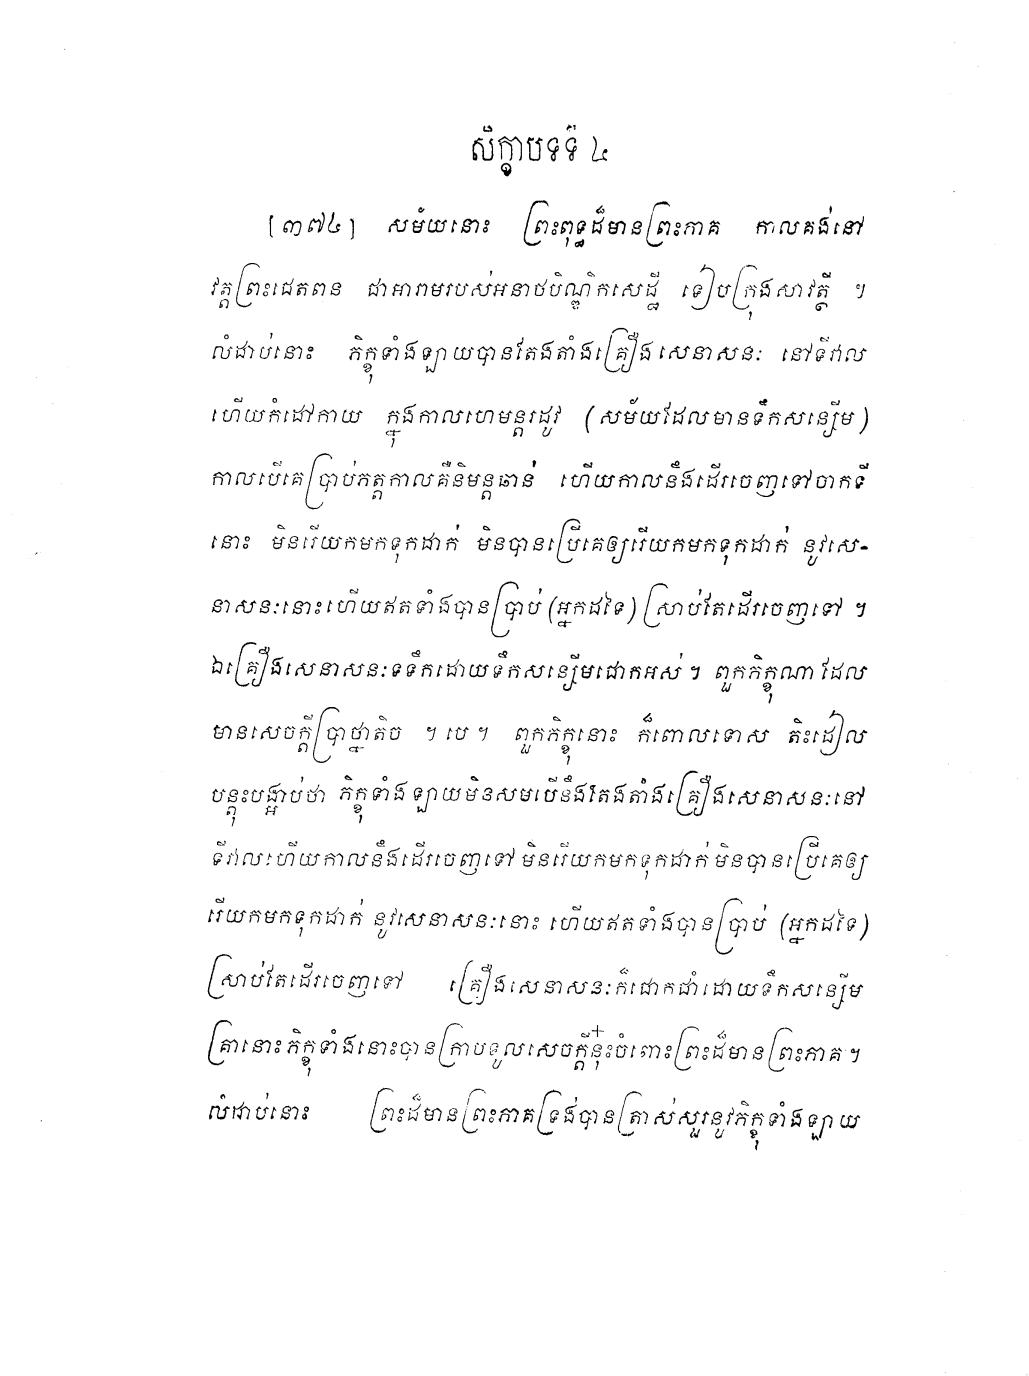 សិក្ខាបទទី ៤
[៣៧៤] សម័យនោះ ព្រះពុទ្ធដ៏មានព្រះភាគ កាលគង់នៅ
វត្តព្រះជេតពន ជាអារាមរបស់អនាថបិណ្ឌិកសេដ្ឋី ទៀបក្រុងសាវត្ថី ។
លំដាប់នោះ ភិក្ខុទាំងឡាយបានតែងតាំងគ្រឿងសេនាសនៈ នៅទីវាល
ហើយកំដៅកាយ ក្នុងកាលហេមន្តរដូវ (សម័យដែលមានទឹកសន្សើម)
កាលបើគេប្រាប់ភត្តកាលគឺនិមន្តឆាន់ ហើយកាលនឹងដើរចេញទៅចាកទី
នោះ មិនរើយកមកទុកដាក់ មិនបានប្រើគេឲ្យរើយកមកទុកដាក់ នូវសេ-
នាសនៈនោះហើយឥតទាំងបានប្រាប់ (អ្នកដទៃ) ស្រាប់តែដើរចេញទៅ ។
ឯគ្រឿងសេនាសនៈទទឹកដោយទឹកសន្សើមជោកអស់ ។ ពួកភិក្ខុណា ដែល
មានសេចក្តីប្រាថ្នាតិច ។ បេ ។ ពួកភិក្ខុនោះ ក៏ពោលទោស តិះដៀល
បន្តុះបង្អាប់ថា ភិក្ខុទាំងឡាយមិនសមបើនឹងតែងតាំងគ្រឿងសេនាសនៈនៅ
ទីវាលហើយកាលនឹងដើរចេញទៅ មិនរើយកមកទុកដាក់ មិនបានប្រើគេឲ្យ
រើយកមកទុកដាក់ នូវសេនាសនៈនោះ ហើយឥតទាំងបានប្រាប់ (អ្នកដទៃ)
ស្រាប់តែដើរចេញទៅ គ្រឿងសេនាសនៈក៏ជោកជាំដោយទឹកសន្សើម
គ្រានោះភិក្ខុទាំងនោះបានក្រាបទូលសេចក្តីនុ៎ះចំពោះព្រះដ៏មានព្រះភាគ ។
លំដាប់នោះ ព្រះដ៏មានព្រះភាគទ្រង់បានត្រាស់សួរនូវភិក្ខុទាំងឡាយ